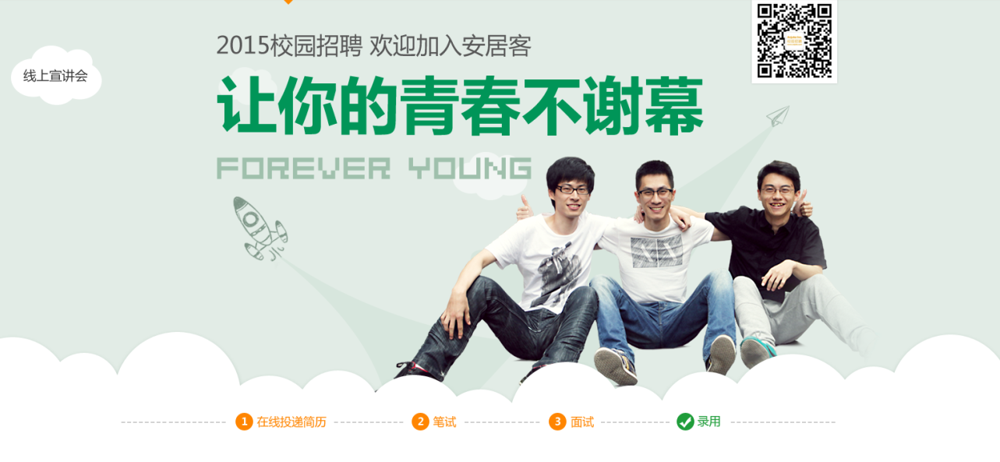 2015校园招聘 欢迎加入安居客
线上宣讲会
让你的青春不谢幕
FOREVER YOUNG
1 在线投递简历
2 笔试
3 面试
录用